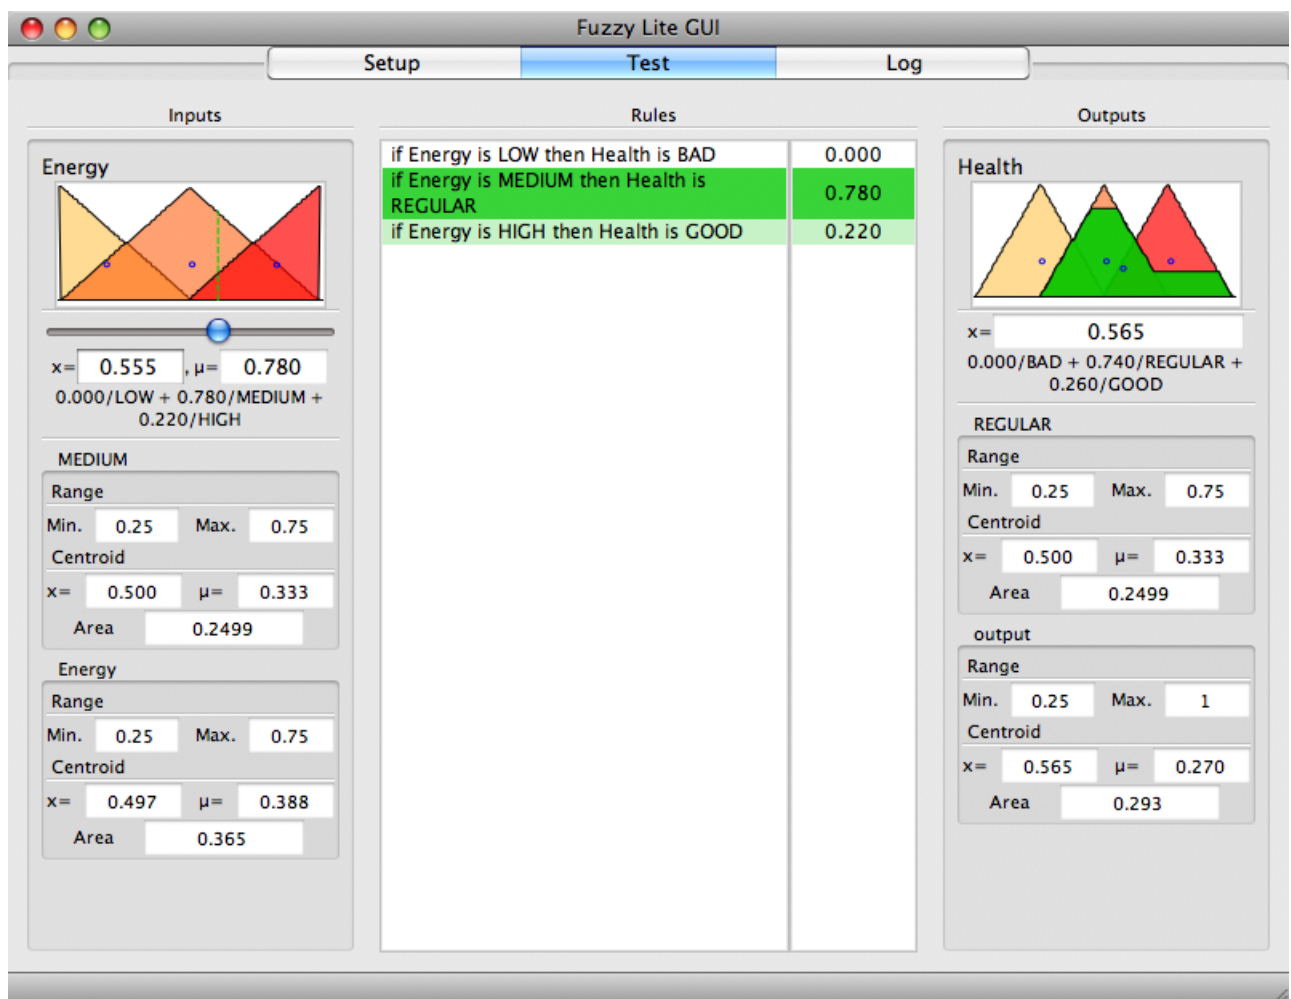 Fuzzy Lite GUI
Setup
Test
Log
Inputs
Energy
x= 0.555 , μ= 0.780
0.000/LOW + 0.780/MEDIUM +
0.220/HIGH
MEDIUM
Range
Min. 0.25 Max. 0.75
Centroid
x= 0.500 μ= 0.333
Area 0.2499
Energy
Range
Min. 0.25 Max. 0.75
Centroid
x= 0.497 μ= 0.388
Area 0.365
Rules
if Energy is LOW then Health is BAD 0.000
if Energy is MEDIUM then Health is
REGULAR 0.780
if Energy is HIGH then Health is GOOD 0.220
Outputs
Health
x= 0.565
0.000/BAD + 0.740/REGULAR +
0.260/GOOD
REGULAR
Range
Min. 0.25 Max. 0.75
Centroid
x= 0.500 μ= 0.333
Area 0.2499
output
Range
Min. 0.25 Max. 1
Centroid
x= 0.565 μ= 0.270
Area 0.293